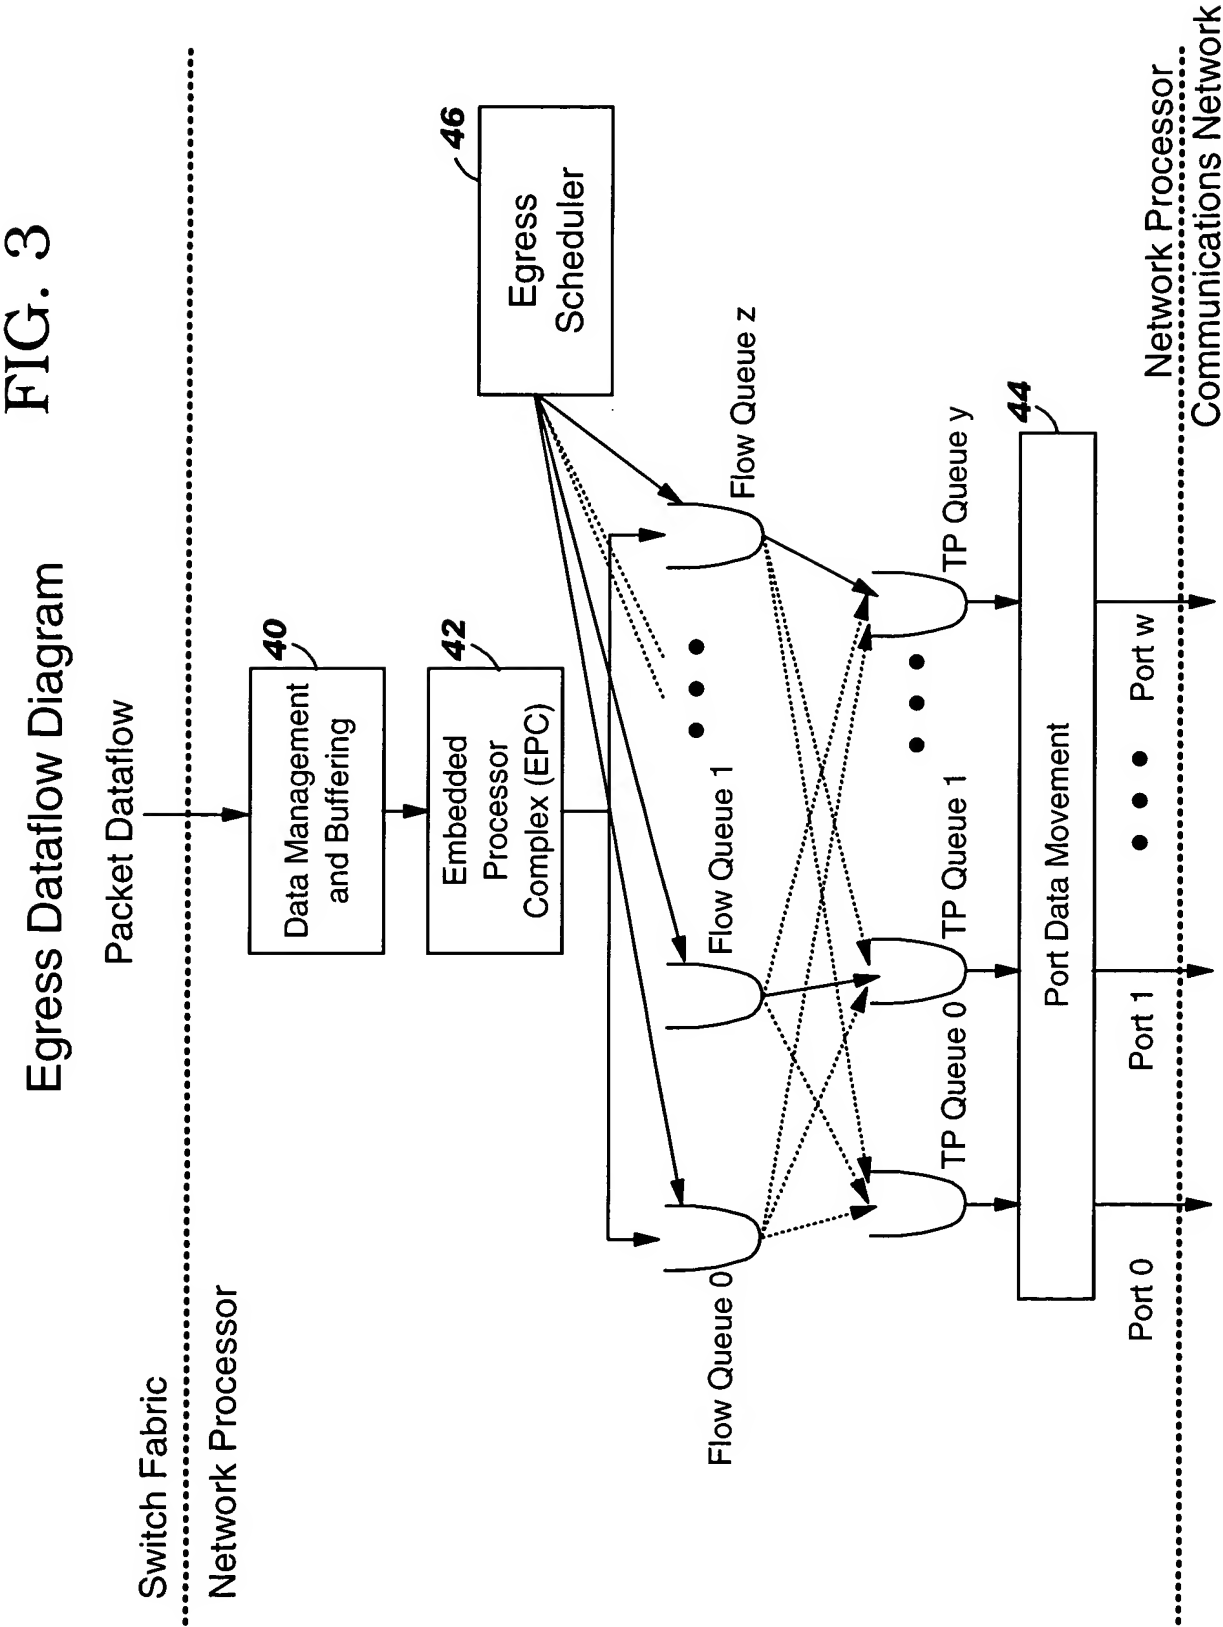 FIG. 3
Egress Dataflow Diagram
Packet Dataflow
Switch Fabric
Network Processor
40
Data Management
and Buffering
42
Embedded
Processor
Complex (EPC)
46
Egress
Scheduler
Flow Queue 0
Flow Queue 1
Flow Queue z
TP Queue 0
TP Queue 1
TP Queue y
44
Port Data Movement
Port 0
Port 1
Port w
Network Processor
Communications Network